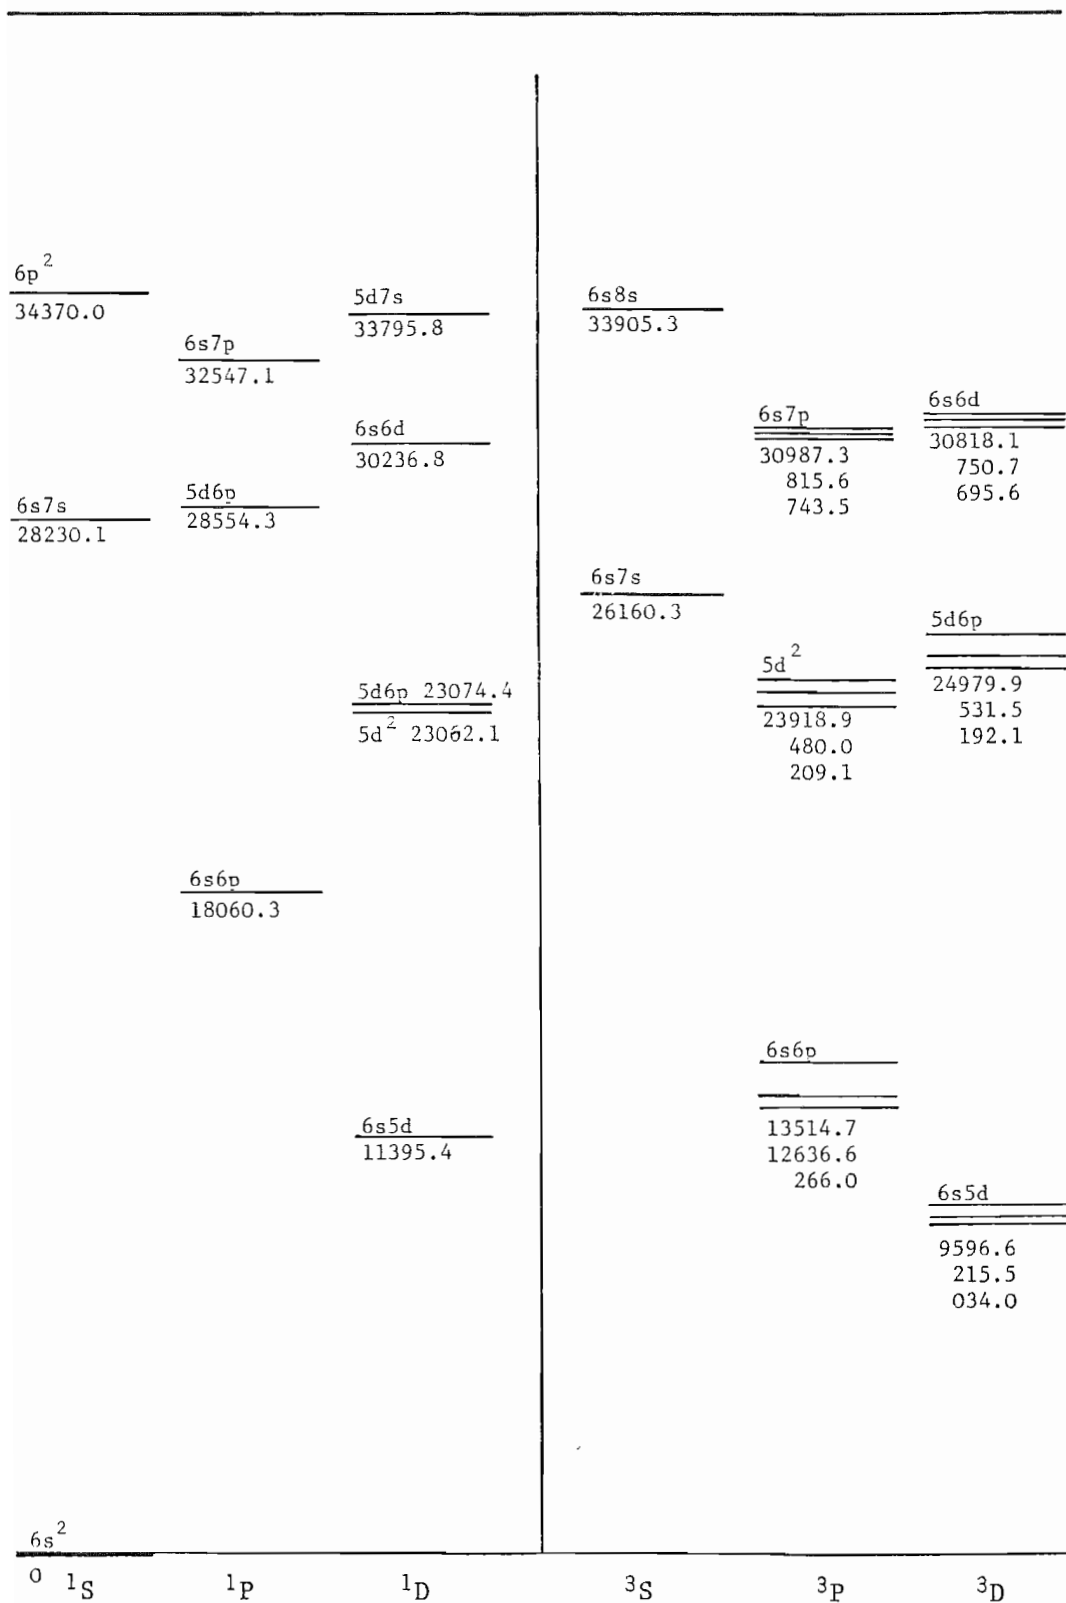 6p²
34370.0
6s7s
28230.1
6s²
0
6s7p
32547.1
5d6p
28554.3
6s6p
18060.3
5d7s
33795.8
6s6d
30236.8
5d6p 23074.4
5d² 23062.1
6s5d
11395.4
6s8s
33905.3
6s7s
26160.3
6s7p
30987.3
815.6
743.5
5d²
23918.9
480.0
209.1
6s6p
13514.7
12636.6
266.0
6s6d
30818.1
750.7
695.6
5d6p
24979.9
531.5
192.1
6s5d
9596.6
215.5
034.0
¹S ¹P ¹D ³S ³P ³D